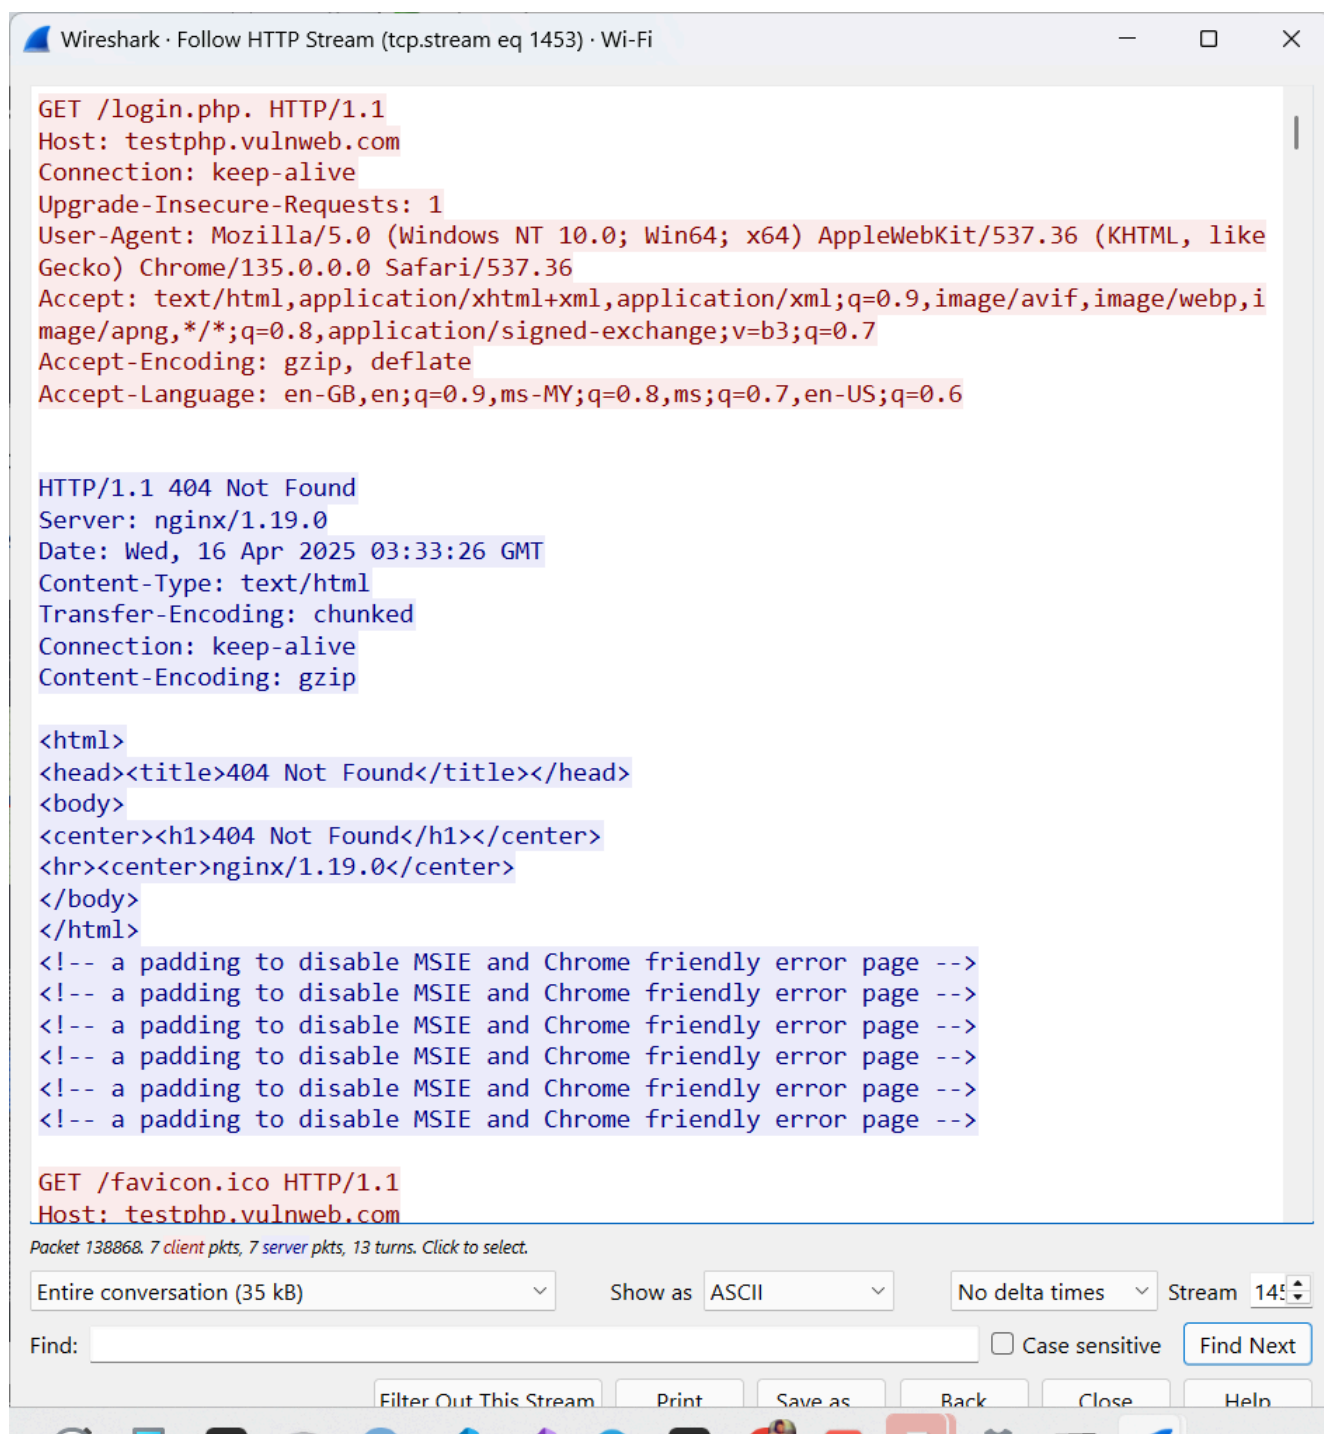 Wireshark · Follow HTTP Stream (tcp.stream eq 1453) · Wi-Fi
GET /login.php. HTTP/1.1
Host: testphp.vulnweb.com
Connection: keep-alive
Upgrade-Insecure-Requests: 1
User-Agent: Mozilla/5.0 (Windows NT 10.0; Win64; x64) AppleWebKit/537.36 (KHTML, like
Gecko) Chrome/135.0.0.0 Safari/537.36
Accept: text/html,application/xhtml+xml,application/xml;q=0.9,image/avif,image/webp,i
mage/apng,*/*;q=0.8,application/signed-exchange;v=b3;q=0.7
Accept-Encoding: gzip, deflate
Accept-Language: en-GB,en;q=0.9,ms-MY;q=0.8,ms;q=0.7,en-US;q=0.6
HTTP/1.1 404 Not Found
Server: nginx/1.19.0
Date: Wed, 16 Apr 2025 03:33:26 GMT
Content-Type: text/html
Transfer-Encoding: chunked
Connection: keep-alive
Content-Encoding: gzip
<html>
<head><title>404 Not Found</title></head>
<body>
<center><h1>404 Not Found</h1></center>
<hr><center>nginx/1.19.0</center>
</body>
</html>
<!-- a padding to disable MSIE and Chrome friendly error page -->
<!-- a padding to disable MSIE and Chrome friendly error page -->
<!-- a padding to disable MSIE and Chrome friendly error page -->
<!-- a padding to disable MSIE and Chrome friendly error page -->
<!-- a padding to disable MSIE and Chrome friendly error page -->
<!-- a padding to disable MSIE and Chrome friendly error page -->
GET /favicon.ico HTTP/1.1
Host: testphp.vulnweb.com
Packet 138868. 7 client pkts, 7 server pkts, 13 turns. Click to select.
Entire conversation (35 kB) Show as ASCII No delta times Stream 145
Find: Case sensitive Find Next
Filter Out This Stream Print Save as Back Close Help